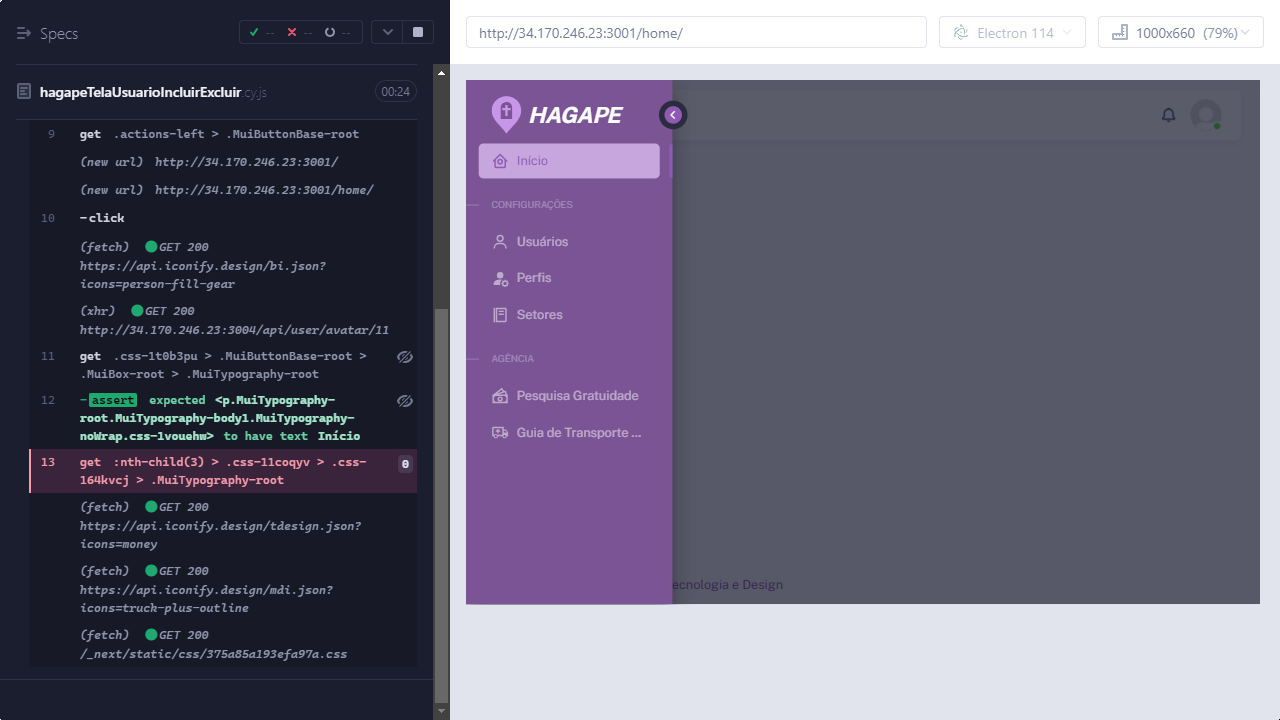 Specs
-- -- --
hagapeTelaUsuarioIncluirExcluir.cy.js 00:24
9 get .actions-left > .MuiButtonBase-root
(new url) http://34.170.246.23:3001/
(new url) http://34.170.246.23:3001/home/
10 -click
(fetch) GET 200
https://api.iconify.design/bi.json?
icons=person-fill-gear
(xhr) GET 200
http://34.170.246.23:3004/api/user/avatar/11
11 get .css-1t0b3pu > .MuiButtonBase-root >
.MuiBox-root > .MuiTypography-root
12 -assert expected <p.MuiTypography-
root.MuiTypography-body1.MuiTypography-
noWrap.css-1vouehw> to have text Início
13 get :nth-child(3) > .css-11coqyv > .css- 0
164kvcj > .MuiTypography-root
(fetch) GET 200
https://api.iconify.design/tdesign.json?
icons=money
(fetch) GET 200
https://api.iconify.design/mdi.json?
icons=truck-plus-outline
(fetch) GET 200
/_next/static/css/375a85a193efa97a.css
http://34.170.246.23:3001/home/
Electron 114
1000x660 (79%)
HAGAPE
Início
CONFIGURAÇÕES
Usuários
Perfis
Setores
AGÊNCIA
Pesquisa Gratuidade
Guia de Transporte ...
ecnologia e Design